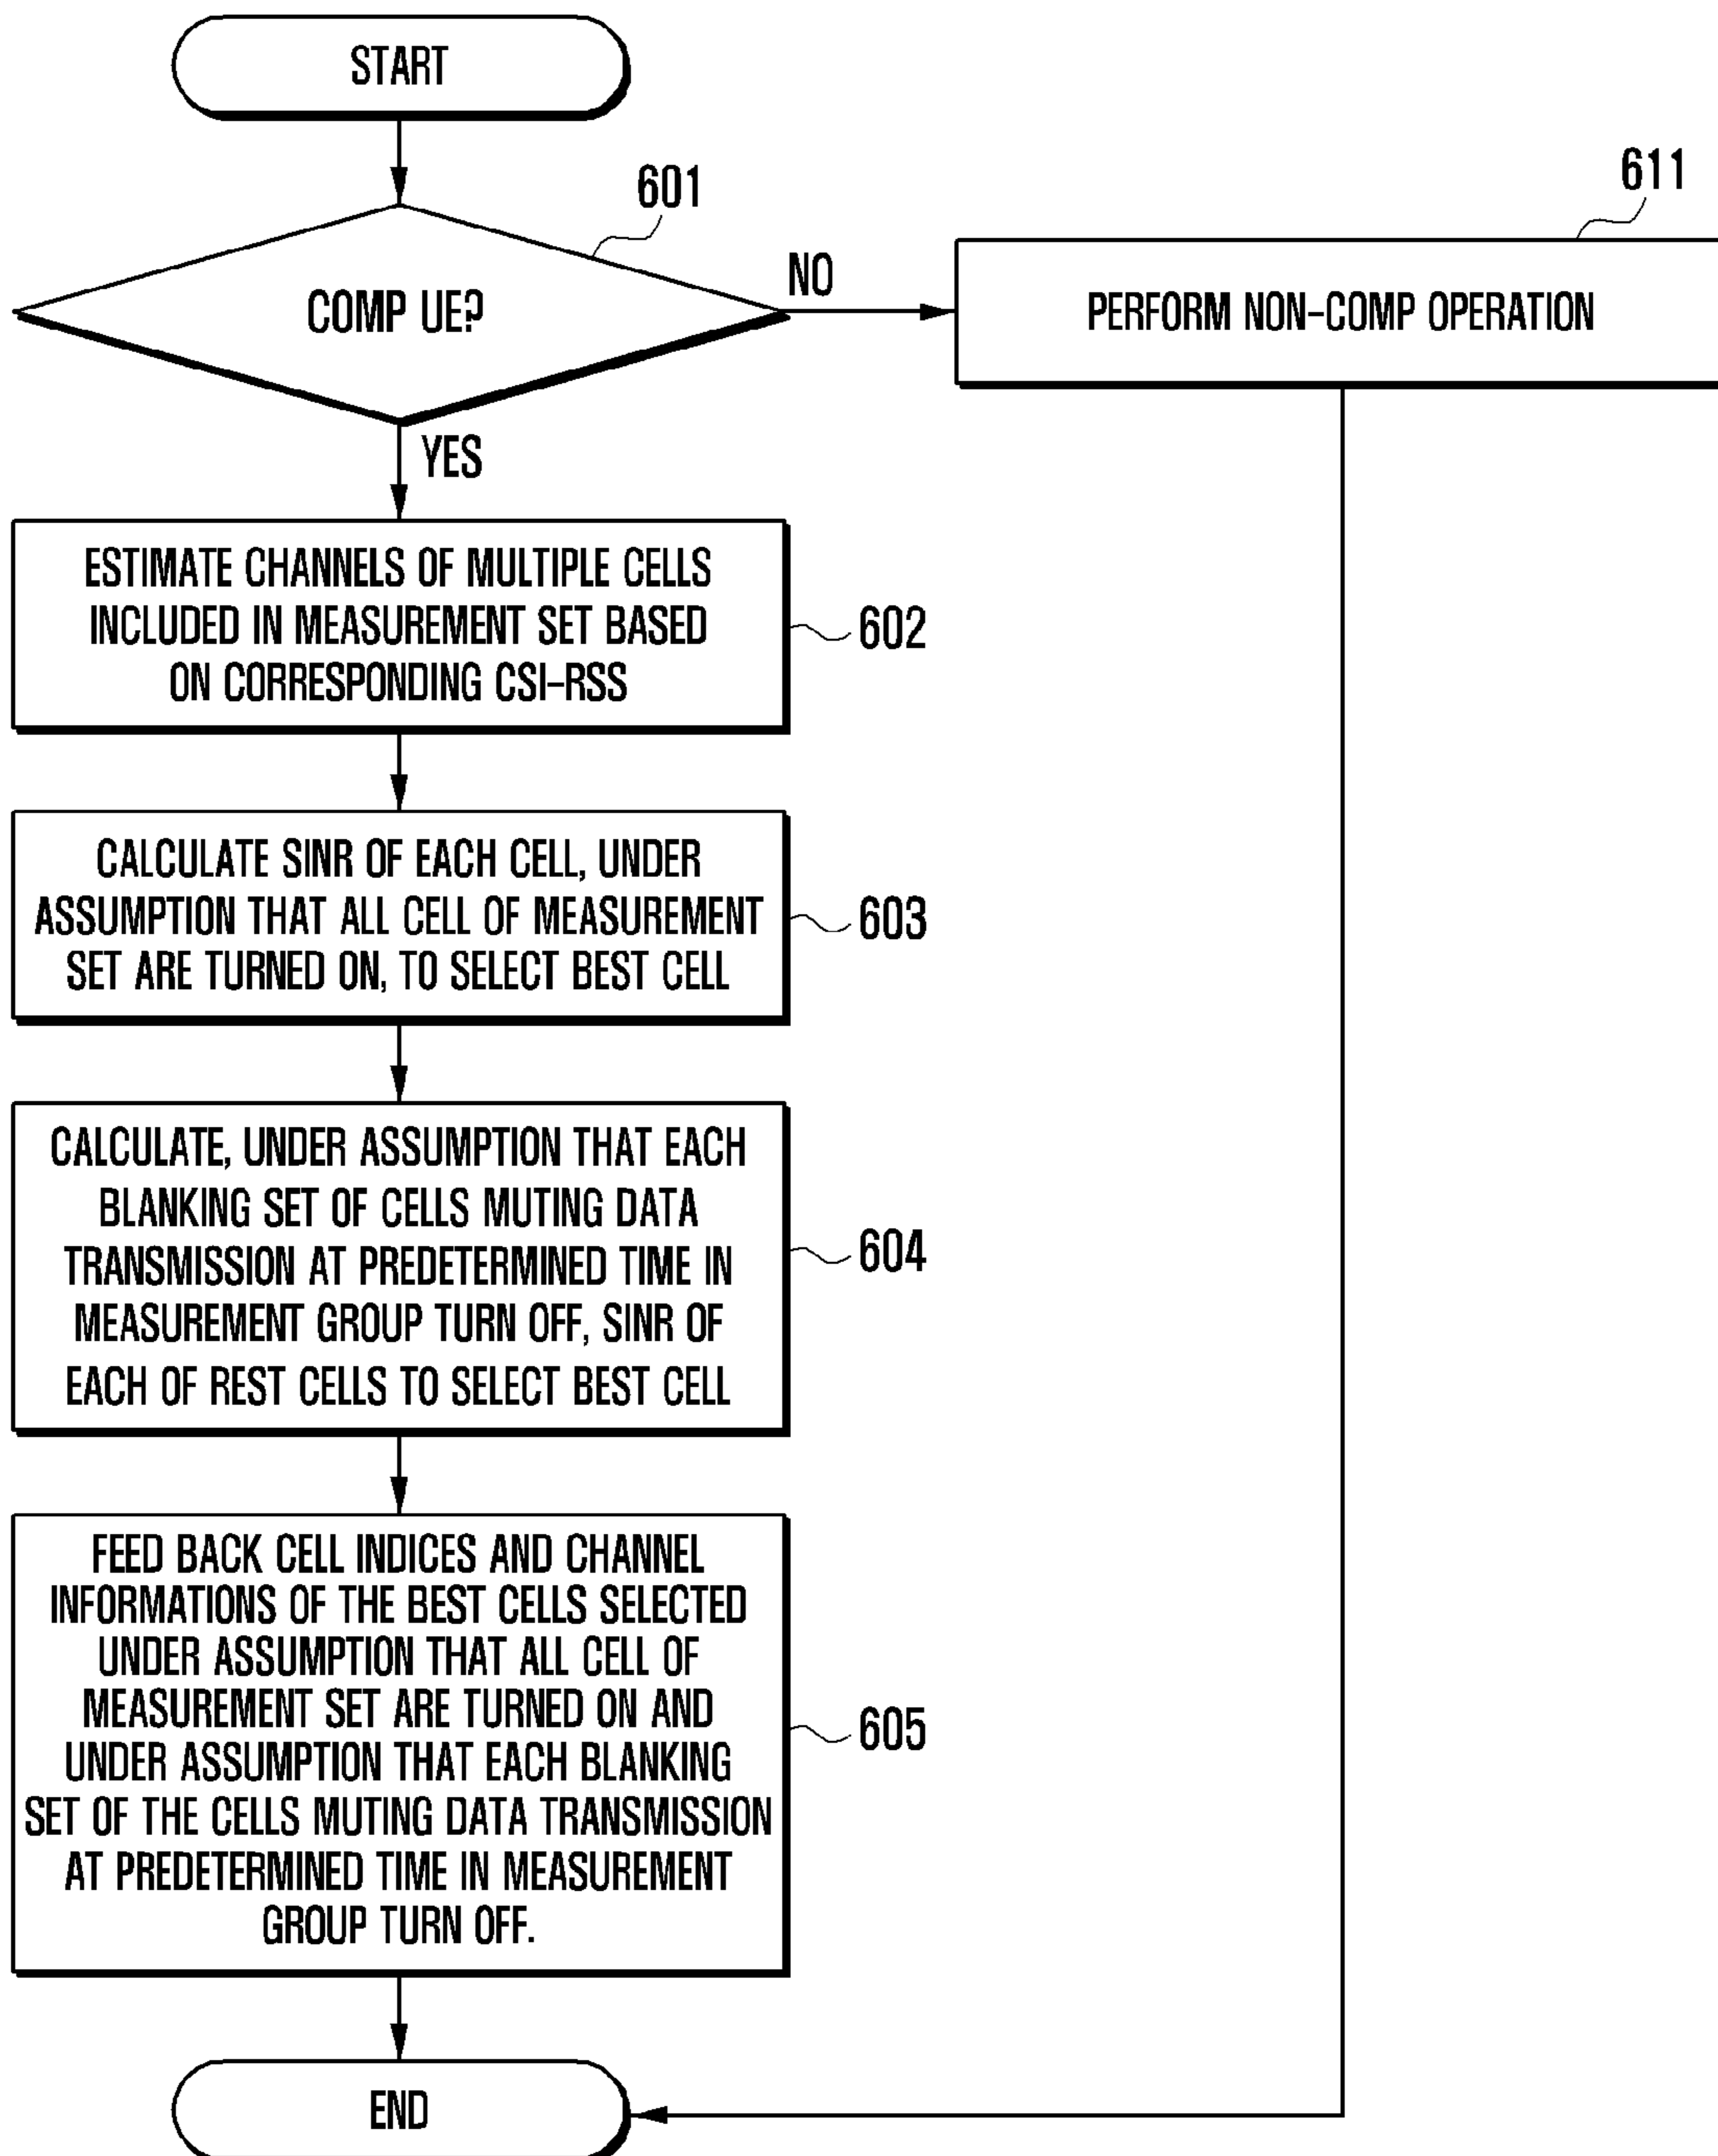 START
601
COMP UE?
NO
611
PERFORM NON-COMP OPERATION
YES
ESTIMATE CHANNELS OF MULTIPLE CELLS
INCLUDED IN MEASUREMENT SET BASED
ON CORRESPONDING CSI-RSS
602
CALCULATE SINR OF EACH CELL, UNDER
ASSUMPTION THAT ALL CELL OF MEASUREMENT
SET ARE TURNED ON, TO SELECT BEST CELL
603
CALCULATE, UNDER ASSUMPTION THAT EACH
BLANKING SET OF CELLS MUTING DATA
TRANSMISSION AT PREDETERMINED TIME IN
MEASUREMENT GROUP TURN OFF, SINR OF
EACH OF REST CELLS TO SELECT BEST CELL
604
FEED BACK CELL INDICES AND CHANNEL
INFORMATIONS OF THE BEST CELLS SELECTED
UNDER ASSUMPTION THAT ALL CELL OF
MEASUREMENT SET ARE TURNED ON AND
UNDER ASSUMPTION THAT EACH BLANKING
SET OF THE CELLS MUTING DATA TRANSMISSION
AT PREDETERMINED TIME IN MEASUREMENT
GROUP TURN OFF.
605
END